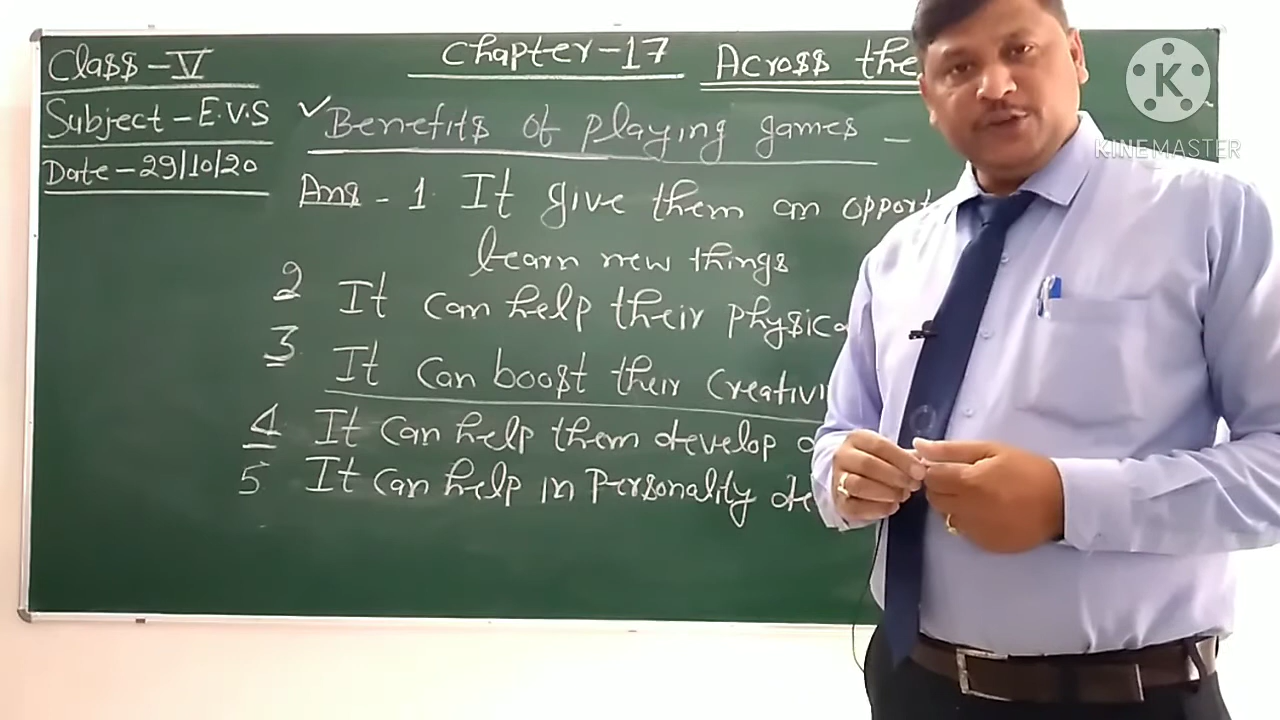 Class - V
Chapter - 17 Across the
Subject - E.V.S
Date - 29/10/20
✓ Benefits of playing games -
Ans - 1. It give them an opport
learn new things
2 It can help their physica
3 It can boost their creativi
4 It can help them develop
5 It can help in Personality de
K
KINEMASTER